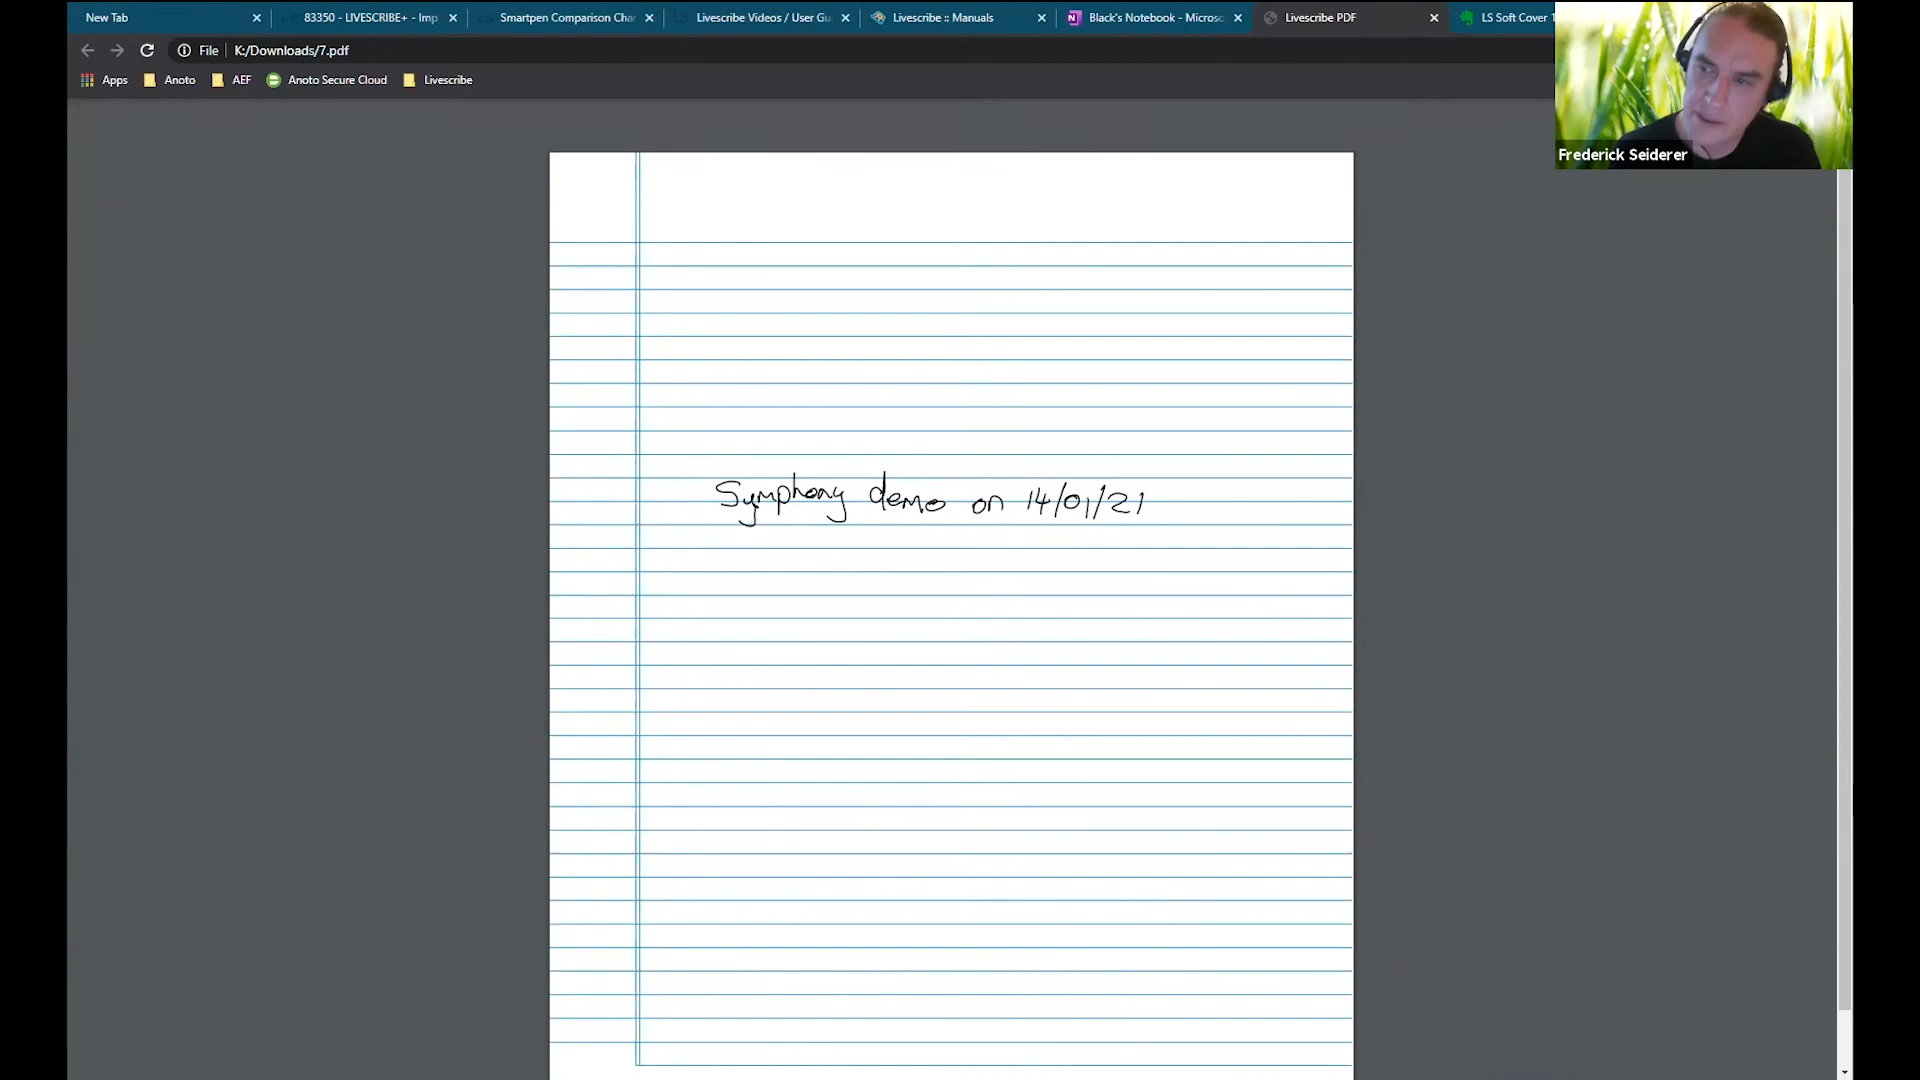 New Tab
83350 - LIVESCRIBE+ - Imp
Smartpen Comparison Char
Livescribe Videos / User Gu
Livescribe :: Manuals
Black's Notebook - Microso
Livescribe PDF
LS Soft Cover 1
File
K:/Downloads/7.pdf
Apps
Anoto
AEF
Anoto Secure Cloud
Livescribe
Frederick Seiderer
Symphony demo on 14/01/21